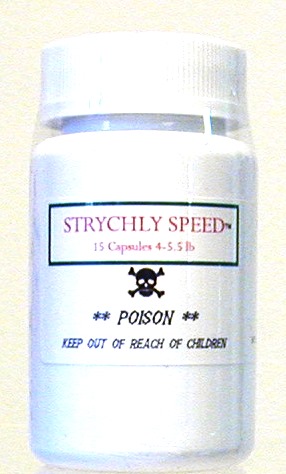 STRYCHLY SPEED™
15 Capsules 4-5.5 lb
** POISON **
KEEP OUT OF REACH OF CHILDREN